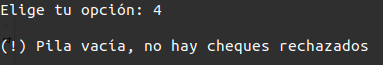 Elige tu opción: 4
(!) Pila vacía, no hay cheques rechazados